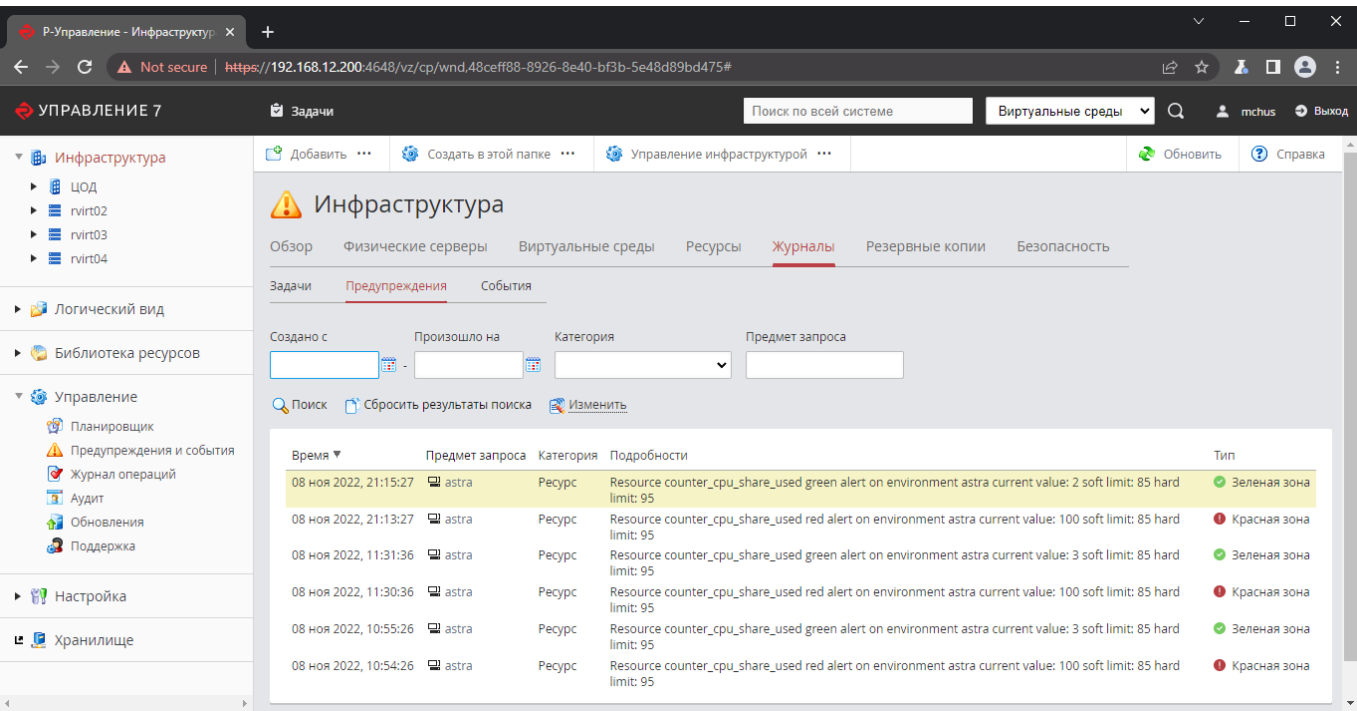 Р-Управление - Инфраструктур
Not secure | https://192.168.12.200:4648/vz/cp/wnd,48ceff88-8926-8e40-bf3b-5e48d89bd475#
УПРАВЛЕНИЕ 7
Задачи
Поиск по всей системе
Виртуальные среды
mchus
Выход
Инфраструктура
ЦОД
rvirt02
rvirt03
rvirt04
Логический вид
Библиотека ресурсов
Управление
Планировщик
Предупреждения и события
Журнал операций
Аудит
Обновления
Поддержка
Настройка
Хранилище
Добавить ••• Создать в этой папке ••• Управление инфраструктурой ••• Обновить Справка
Инфраструктура
Обзор Физические серверы Виртуальные среды Ресурсы Журналы Резервные копии Безопасность
Задачи Предупреждения События
Создано с Произошло на Категория Предмет запроса
-
Поиск Сбросить результаты поиска Изменить
Время ▼ Предмет запроса Категория Подробности Тип
08 ноя 2022, 21:15:27 astra Ресурс Resource counter_cpu_share_used green alert on environment astra current value: 2 soft limit: 85 hard Зеленая зона
limit: 95
08 ноя 2022, 21:13:27 astra Ресурс Resource counter_cpu_share_used red alert on environment astra current value: 100 soft limit: 85 hard Красная зона
limit: 95
08 ноя 2022, 11:31:36 astra Ресурс Resource counter_cpu_share_used green alert on environment astra current value: 3 soft limit: 85 hard Зеленая зона
limit: 95
08 ноя 2022, 11:30:36 astra Ресурс Resource counter_cpu_share_used red alert on environment astra current value: 100 soft limit: 85 hard Красная зона
limit: 95
08 ноя 2022, 10:55:26 astra Ресурс Resource counter_cpu_share_used green alert on environment astra current value: 3 soft limit: 85 hard Зеленая зона
limit: 95
08 ноя 2022, 10:54:26 astra Ресурс Resource counter_cpu_share_used red alert on environment astra current value: 100 soft limit: 85 hard Красная зона
limit: 95